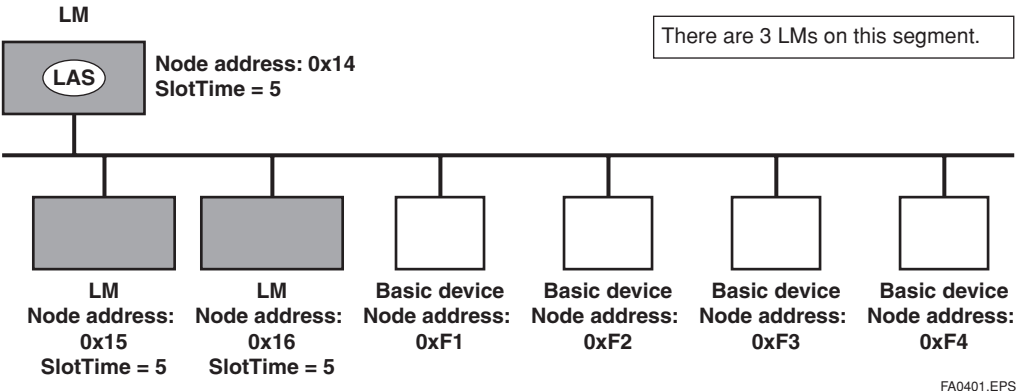 LM
There are 3 LMs on this segment.
LAS
Node address: 0x14
SlotTime = 5
LM
Node address:
0x15
SlotTime = 5
LM
Node address:
0x16
SlotTime = 5
Basic device
Node address:
0xF1
Basic device
Node address:
0xF2
Basic device
Node address:
0xF3
Basic device
Node address:
0xF4
FA0401.EPS